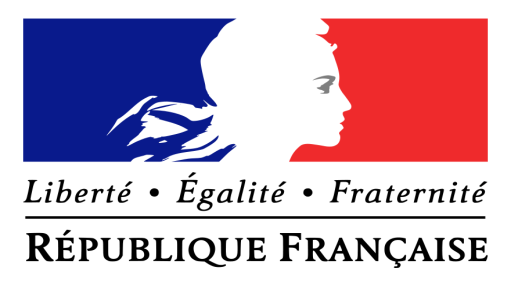 Liberté • Égalité • Fraternité
RÉPUBLIQUE FRANÇAISE